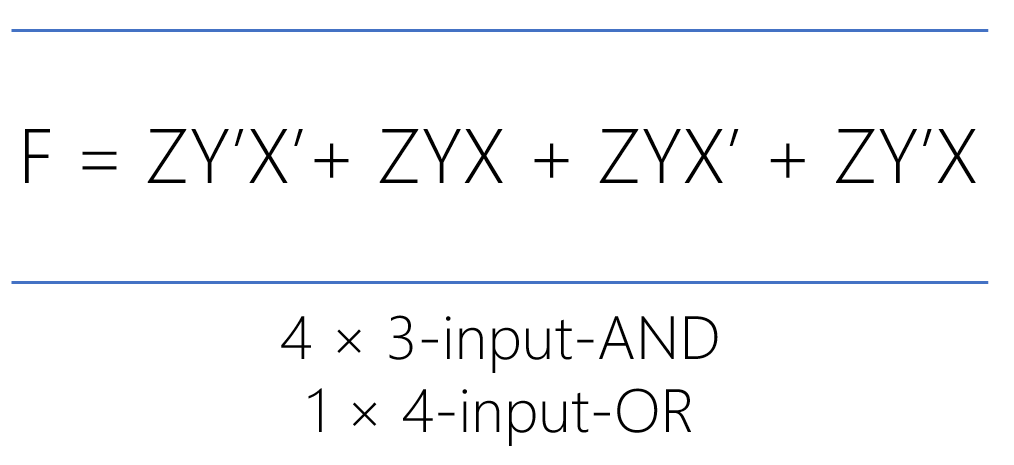 F = ZY′X′+ ZYX + ZYX′ + ZY′X
4 × 3-input-AND
1 × 4-input-OR